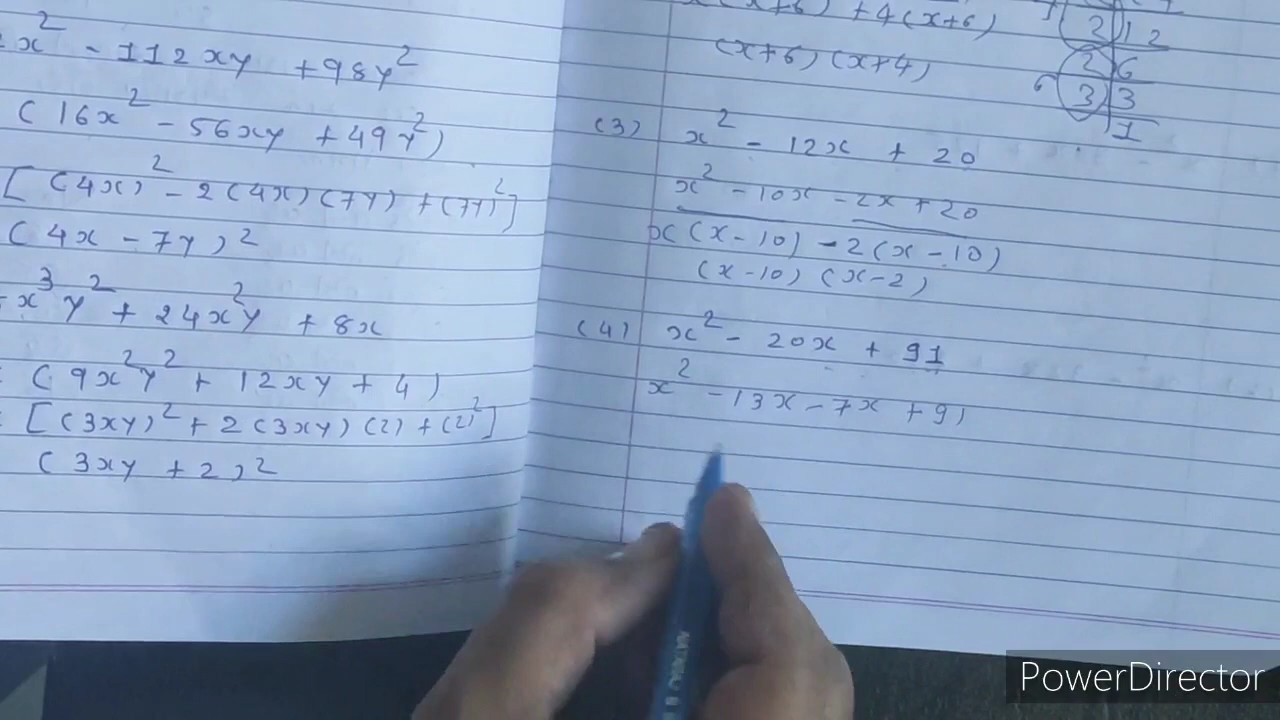 x² - 112xy + 98y²
(16x² - 56xy + 49y²)
[(4x)² - 2(4x)(7y) + (7y)²]
(4x - 7y)²
x³y² + 24x²y + 8x
(9x²y² + 12xy + 4)
[(3xy)² + 2(3xy)(2) + (2)²]
(3xy + 2)²
(x+6) + 4(x+6)
(x+6)(x+4)
2 12
2 6
3 3
1
(3) x² - 12x + 20
x² - 10x - 2x + 20
x(x - 10) - 2(x - 10)
(x - 10)(x - 2)
(4) x² - 20x + 91
x² - 13x - 7x + 91
PowerDirector